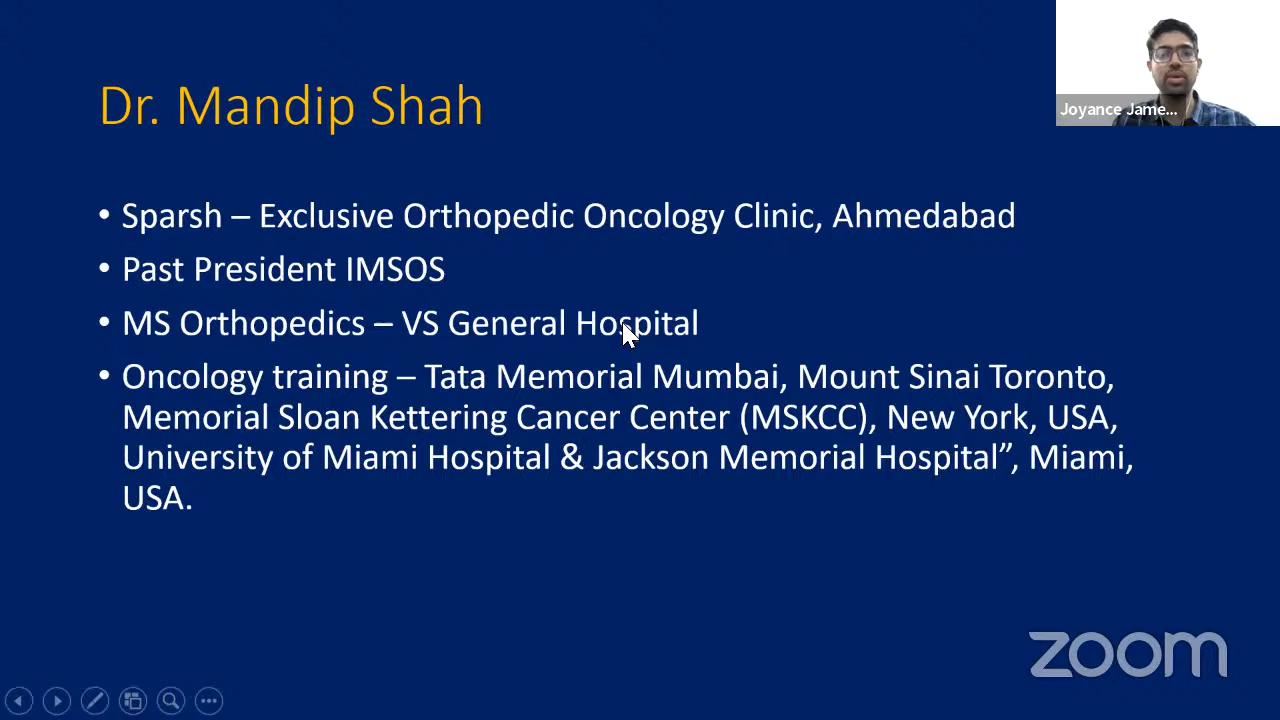 Dr. Mandip Shah
Joyance Jame...
• Sparsh – Exclusive Orthopedic Oncology Clinic, Ahmedabad
• Past President IMSOS
• MS Orthopedics – VS General Hospital
• Oncology training – Tata Memorial Mumbai, Mount Sinai Toronto,
Memorial Sloan Kettering Cancer Center (MSKCC), New York, USA,
University of Miami Hospital & Jackson Memorial Hospital”, Miami,
USA.
zoom